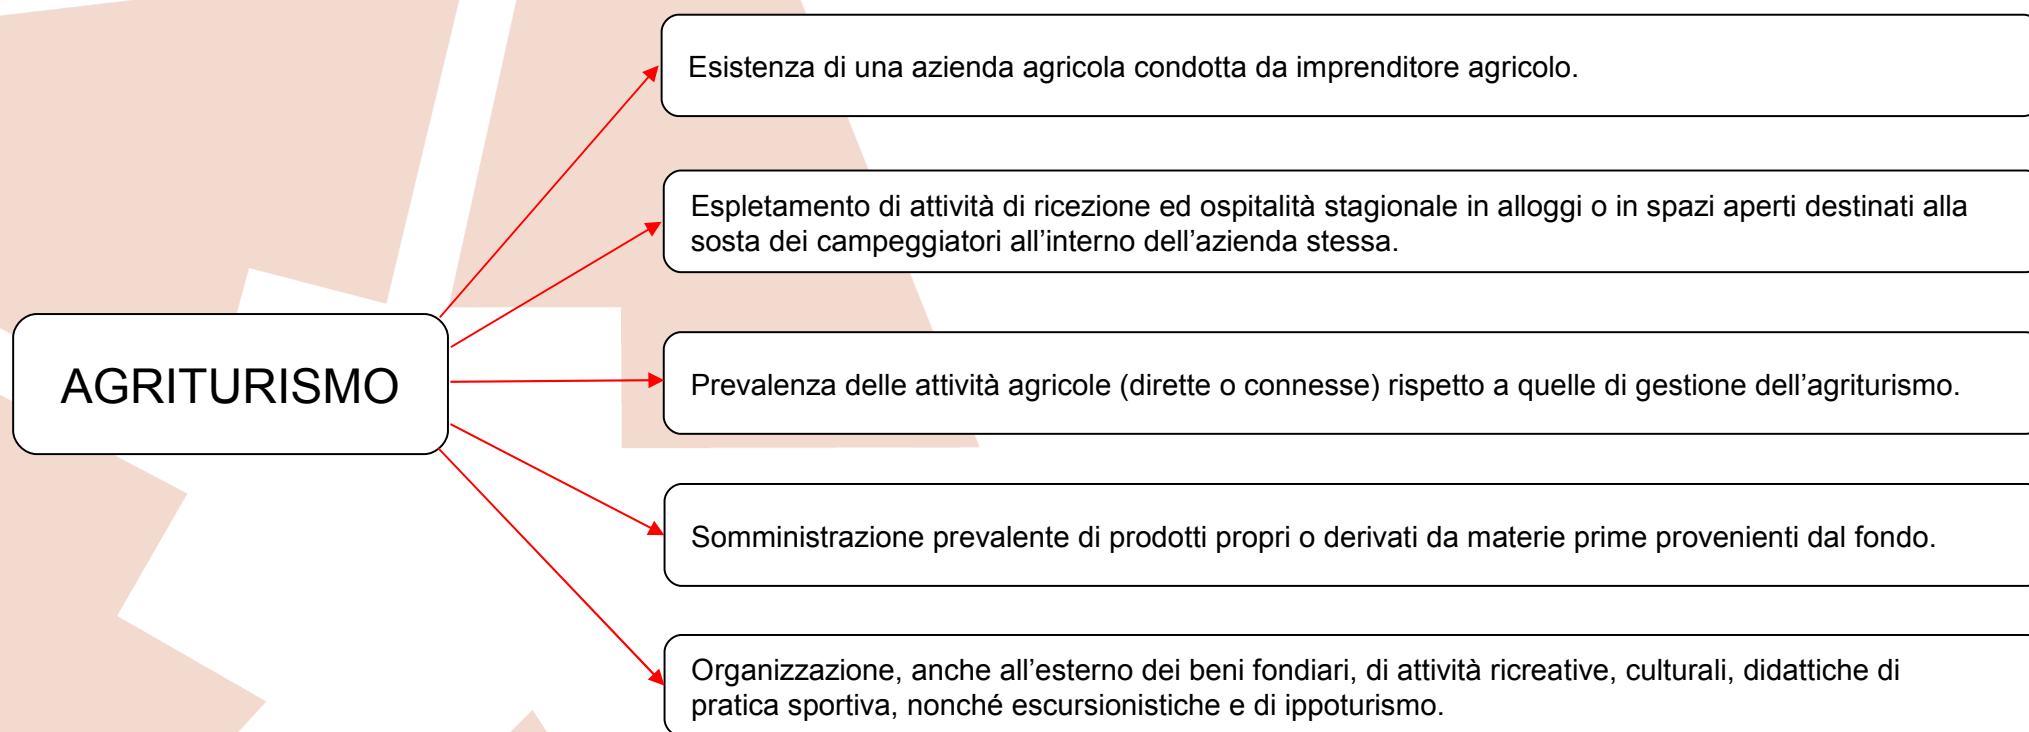 Esistenza di una azienda agricola condotta da imprenditore agricolo.
Espletamento di attività di ricezione ed ospitalità stagionale in alloggi o in spazi aperti destinati alla
sosta dei campeggiatori all’interno dell’azienda stessa.
AGRITURISMO
Prevalenza delle attività agricole (dirette o connesse) rispetto a quelle di gestione dell’agriturismo.
Somministrazione prevalente di prodotti propri o derivati da materie prime provenienti dal fondo.
Organizzazione, anche all’esterno dei beni fondiari, di attività ricreative, culturali, didattiche di
pratica sportiva, nonché escursionistiche e di ippoturismo.